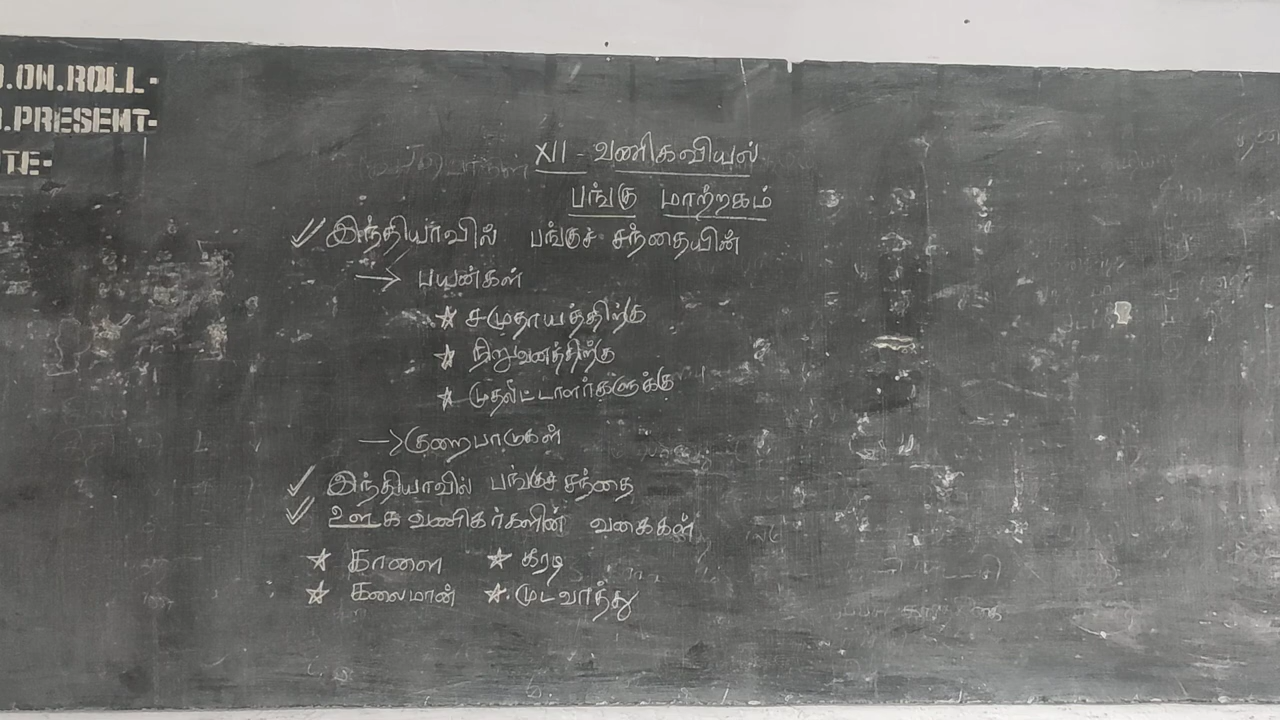 .ON.ROLL-
.PRESENT-
TE-
XII - வணிகவியல்
பங்கு மாற்றகம்
இந்தியாவில் பங்குச் சந்தையின்
→ பயன்கள்
★ சமுதாயத்திற்கு
★ நிறுவனத்திற்கு
★ முதலீட்டாளர்களுக்கு
→ குறைபாடுகள்
இந்தியாவில் பங்குச் சந்தை
ஊக வணிகர்களின் வகைகள்
★ காளை ★ கரடி
★ கலைமான் ★ முடவாத்து